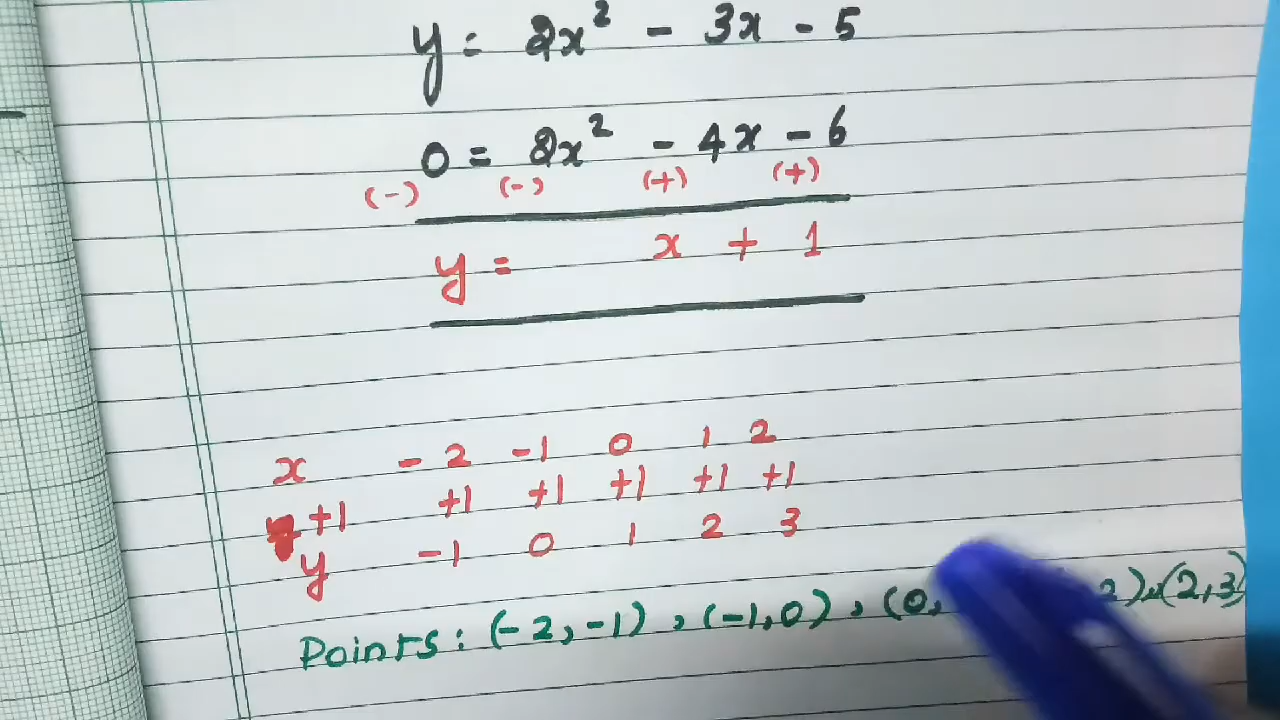 y = 2x² - 3x - 5
0 = 2x² - 4x - 6
(-) (-) (+) (+)
y = x + 1
x -2 -1 0 1 2
+1 +1 +1 +1 +1 +1
y -1 0 1 2 3
Points : (-2,-1) , (-1,0) , (0, 2) , (2,3)